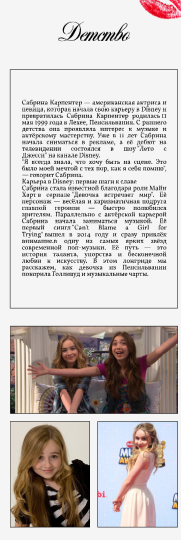 Детство
Сабрина Карпентер — американская актриса и
певица, которая начала свою карьеру в Disney и
превратилась Сабрина Карпентер родилась 11
мая 1999 года в Лехее, Пенсильвания. С раннего
детства она проявляла интерес к музыке и
актёрскому мастерству. Уже в 11 лет Сабрина
начала сниматься в рекламе, а её дебют на
телевидении состоялся в шоу"Лото с
Джесси" на канале Disney.
"Я всегда знала, что хочу быть на сцене. Это
было моей мечтой с тех пор, как я себя помню",
— говорит Сабрина.
Карьера в Disney: первые шаги к славе
Сабрина стала известной благодаря роли Майи
Харт в сериале "Девочка встречает мир". Её
персонаж — весёлая и харизматичная подруга
главной героини — быстро полюбился
зрителям. Параллельно с актёрской карьерой
Сабрина начала заниматься музыкой. Её
первый сингл"Can't Blame a Girl for
Trying"вышел в 2014 году и сразу привлёк
внимание.в одну из самых ярких звёзд
современной поп-музыки. Её путь — это
история таланта, упорства и бесконечной
любви к искусству. В этом лонгриде мы
расскажем, как девочка из Пенсильвании
покорила Голливуд и музыкальные чарты.